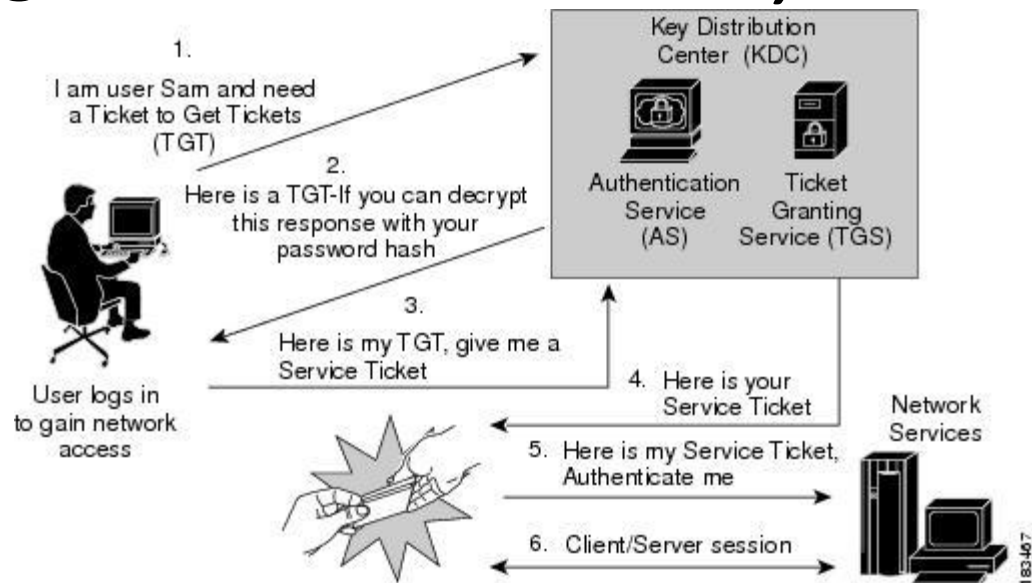 Key Distribution
Center (KDC)
1.
I am user Sam and need
a Ticket to Get Tickets
(TGT)
2.
Here is a TGT-If you can decrypt
this response with your
password hash
Authentication
Service
(AS)
Ticket
Granting
Service (TGS)
3.
Here is my TGT, give me a
Service Ticket
User logs in
to gain network
access
4. Here is your
Service Ticket
Network
Services
5. Here is my Service Ticket,
Authenticate me
6. Client/Server session